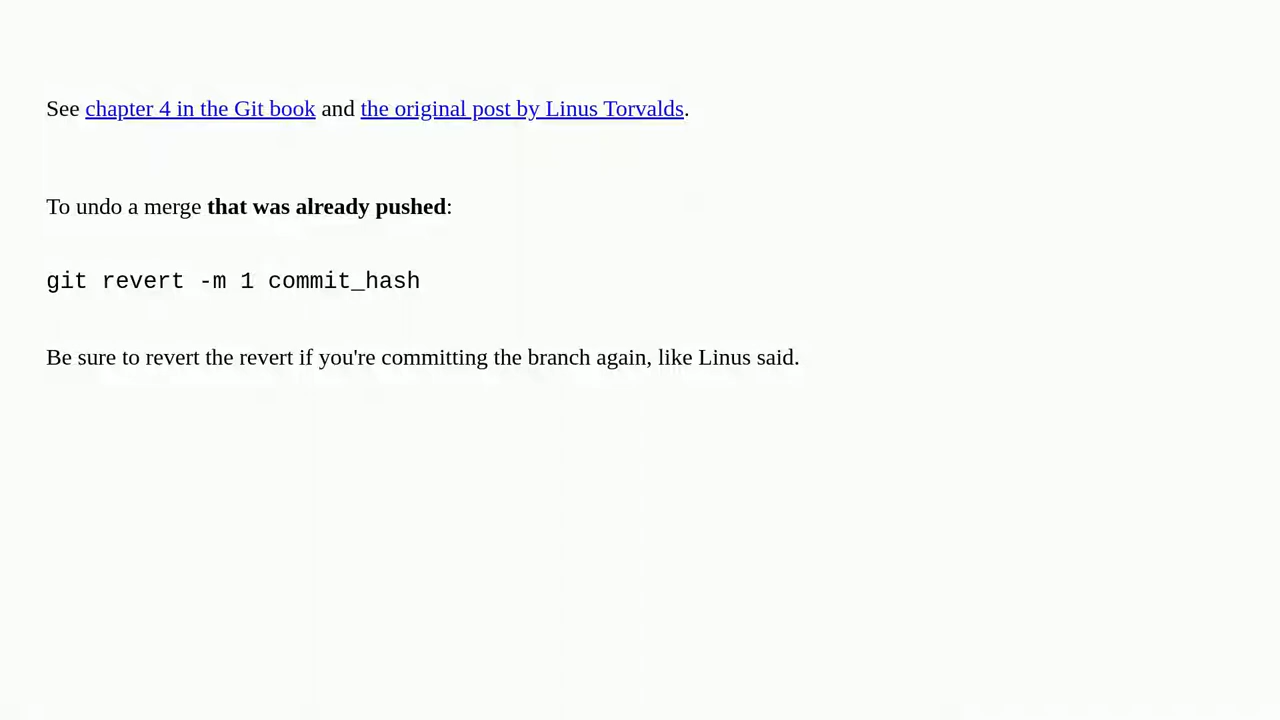 See chapter 4 in the Git book and the original post by Linus Torvalds.
To undo a merge that was already pushed:
git revert -m 1 commit_hash
Be sure to revert the revert if you're committing the branch again, like Linus said.